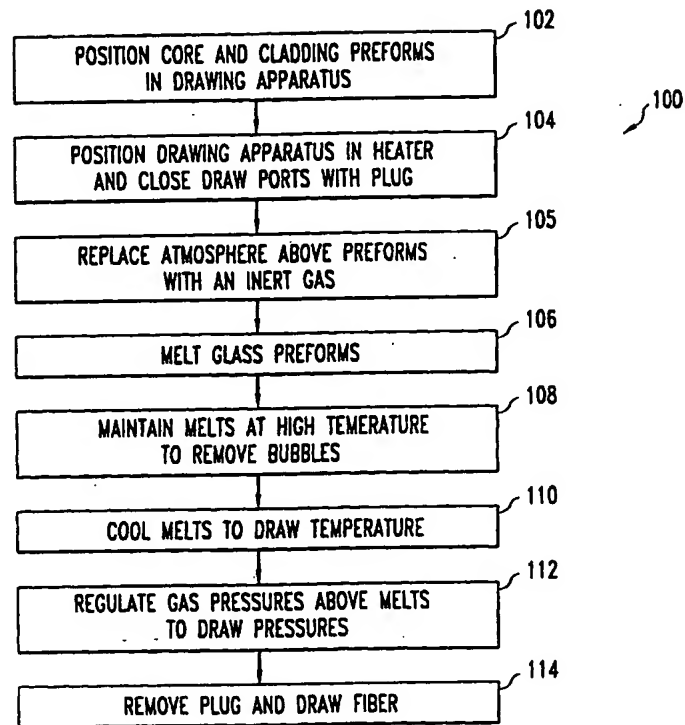 102
POSITION CORE AND CLADDING PREFORMS
IN DRAWING APPARATUS
100
104
POSITION DRAWING APPARATUS IN HEATER
AND CLOSE DRAW PORTS WITH PLUG
105
REPLACE ATMOSPHERE ABOVE PREFORMS
WITH AN INERT GAS
106
MELT GLASS PREFORMS
108
MAINTAIN MELTS AT HIGH TEMERATURE
TO REMOVE BUBBLES
110
COOL MELTS TO DRAW TEMPERATURE
112
REGULATE GAS PRESSURES ABOVE MELTS
TO DRAW PRESSURES
114
REMOVE PLUG AND DRAW FIBER